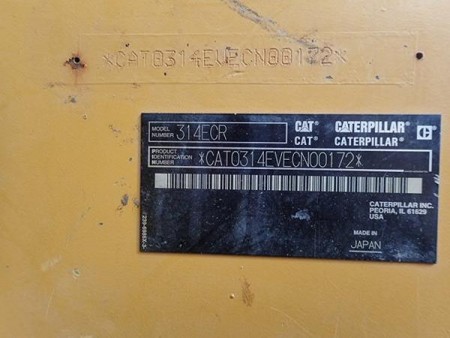 *CAT0314EVECN00172*
MODEL NUMBER 314ECR
CAT® CATERPILLAR®
CAT® CATERPILLAR®
PRODUCT IDENTIFICATION NUMBER *CAT0314EVECN00172*
CATERPILLAR INC.
PEORIA, IL 61629
USA
MADE IN
JAPAN